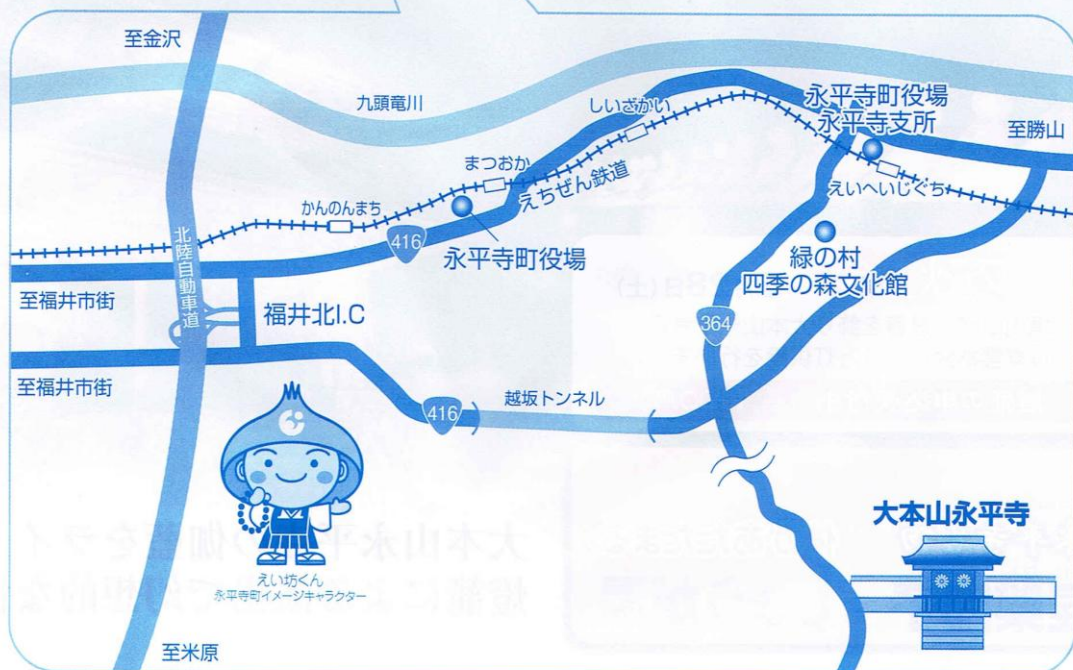 至金沢
九頭竜川
しいざかい
永平寺町役場
永平寺支所
至勝山
まつおか
えちぜん鉄道
えいへいじぐち
かんのんまち
416
永平寺町役場
緑の村
四季の森文化館
北陸自動車道
至福井市街
福井北I.C
364
至福井市街
416
越坂トンネル
大本山永平寺
えい坊くん
永平寺町イメージキャラクター
至米原